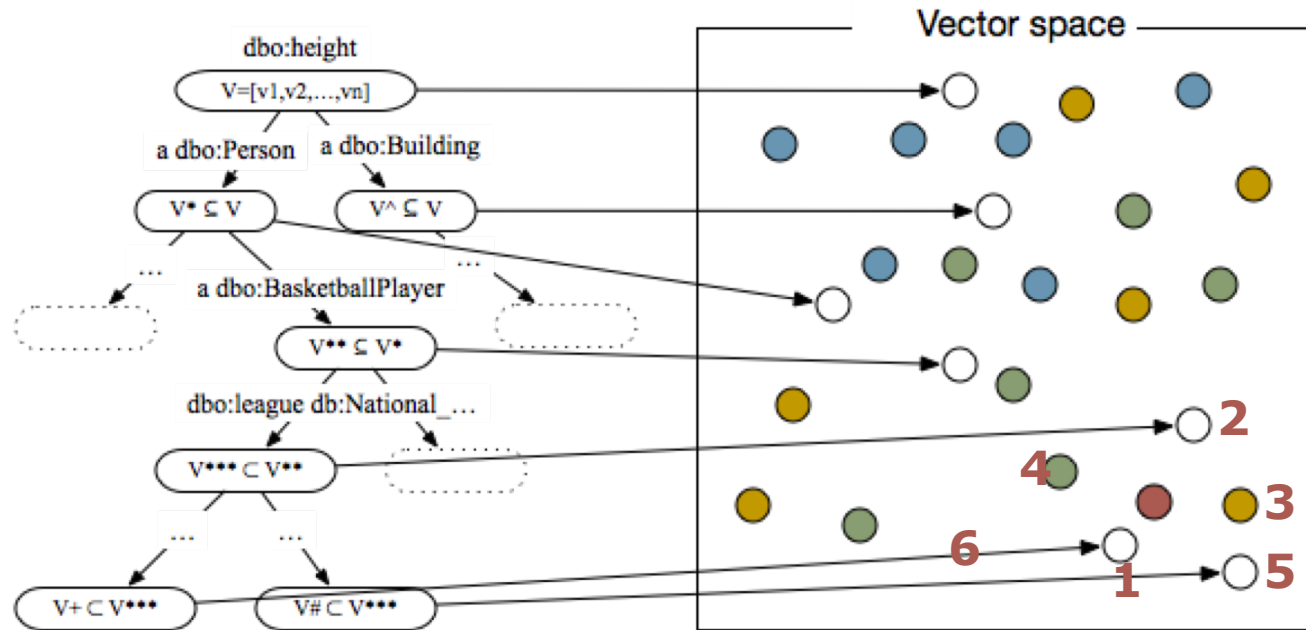 Vector space
dbo:height
V=[v1,v2,...,vn]
a dbo:Person
a dbo:Building
V* ⊆ V
V^ ⊆ V
...
...
a dbo:BasketballPlayer
V** ⊆ V*
dbo:league db:National_...
2
V*** ⊂ V**
4
3
...
...
6
5
1
V+ ⊂ V***
V# ⊂ V***